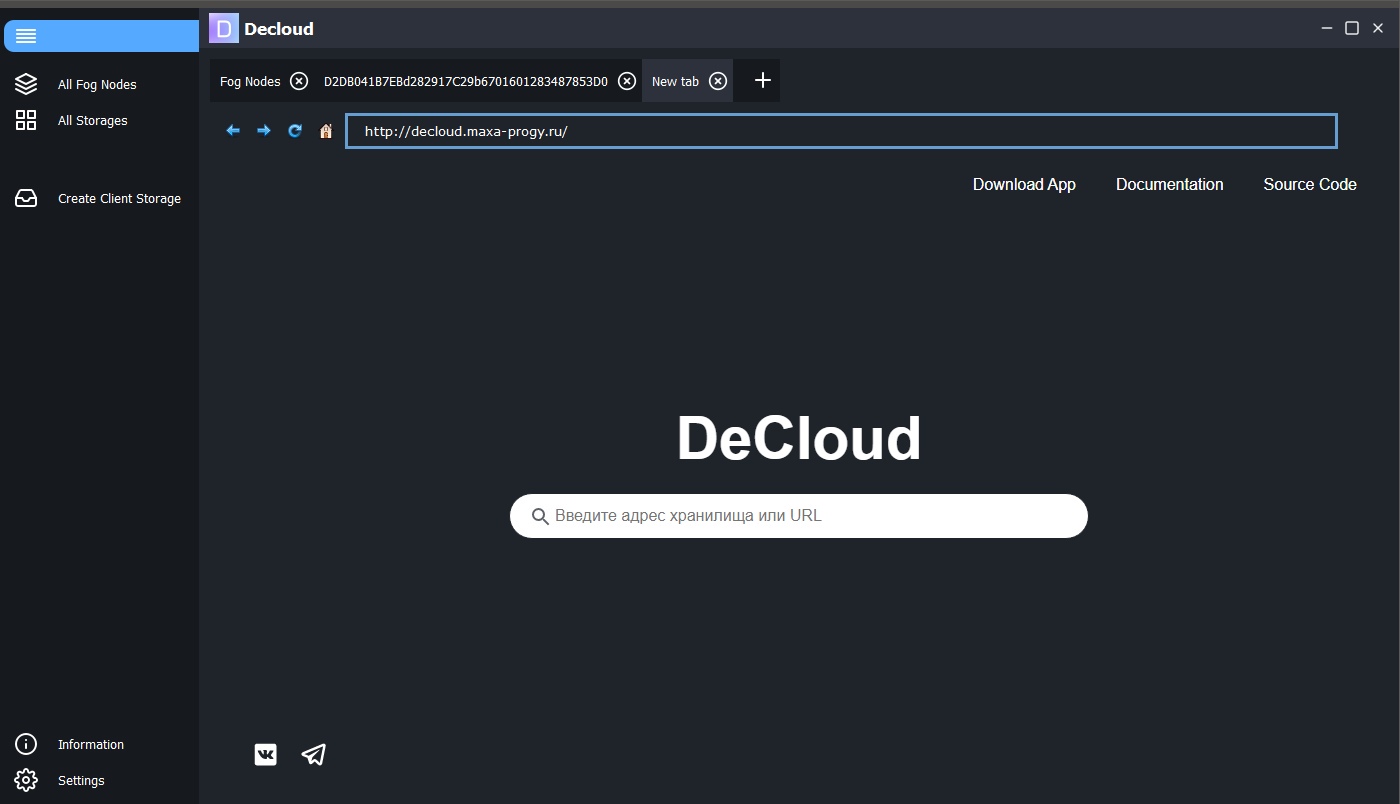 D Decloud
All Fog Nodes
All Storages
Create Client Storage
Information
Settings
Fog Nodes D2DB041B7EBd282917C29b6701601283487853D0 New tab
http://decloud.maxa-progy.ru/
Download App Documentation Source Code
DeCloud
Введите адрес хранилища или URL